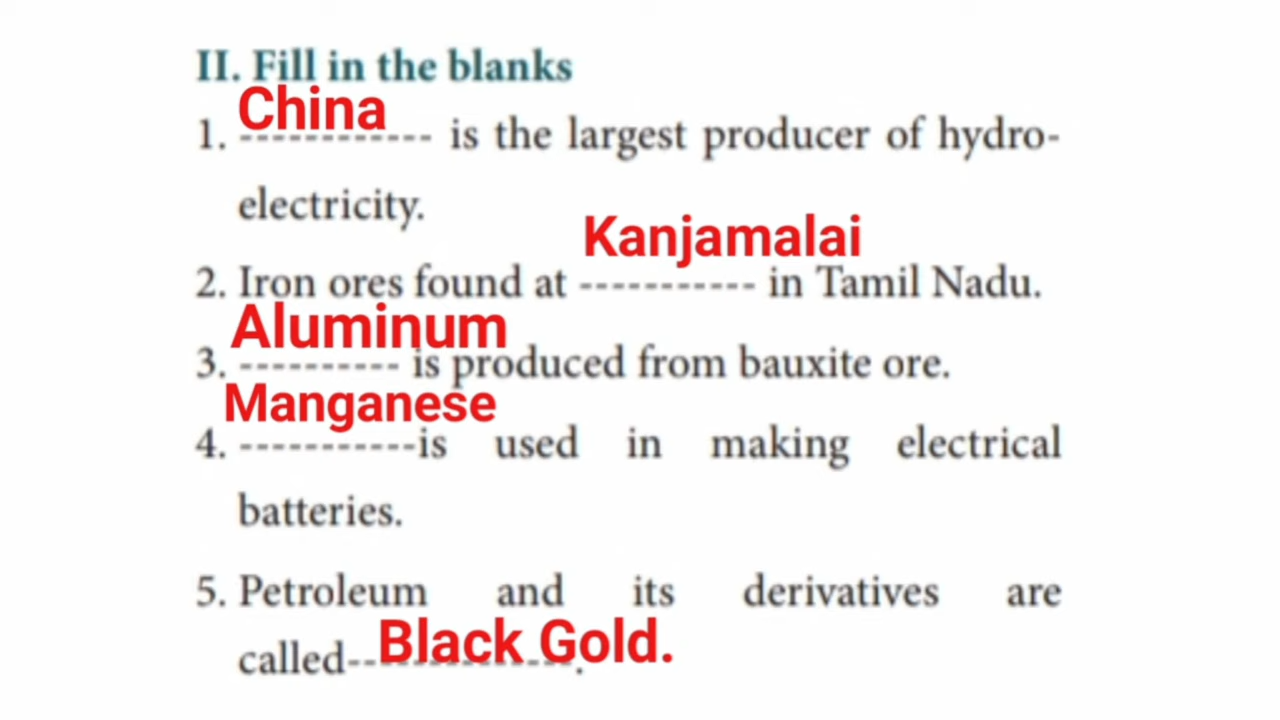 II. Fill in the blanks
China
1. ------------ is the largest producer of hydro-
electricity.
Kanjamalai
2. Iron ores found at ----------- in Tamil Nadu.
Aluminum
3. ---------- is produced from bauxite ore.
Manganese
4. -----------is used in making electrical
batteries.
5. Petroleum and its derivatives are
called-------------- .
Black Gold.